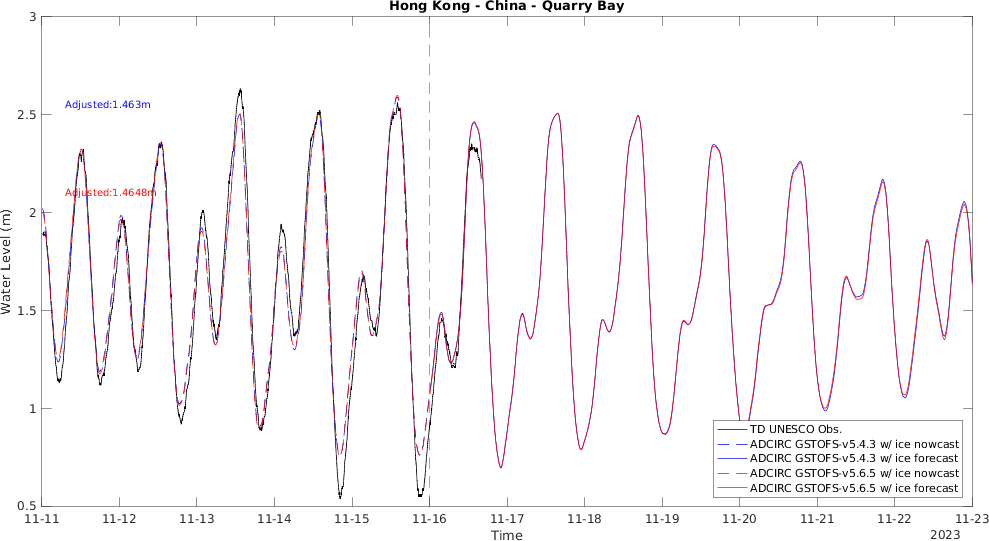 Hong Kong - China - Quarry Bay
3
2.5
2
1.5
1
0.5
Water Level (m)
Adjusted:1.463m
Adjusted:1.4648m
TD UNESCO Obs.
ADCIRC GSTOFS-v5.4.3 w/ ice nowcast
ADCIRC GSTOFS-v5.4.3 w/ ice forecast
ADCIRC GSTOFS-v5.6.5 w/ ice nowcast
ADCIRC GSTOFS-v5.6.5 w/ ice forecast
11-11 11-12 11-13 11-14 11-15 11-16 11-17 11-18 11-19 11-20 11-21 11-22 11-23
Time
2023